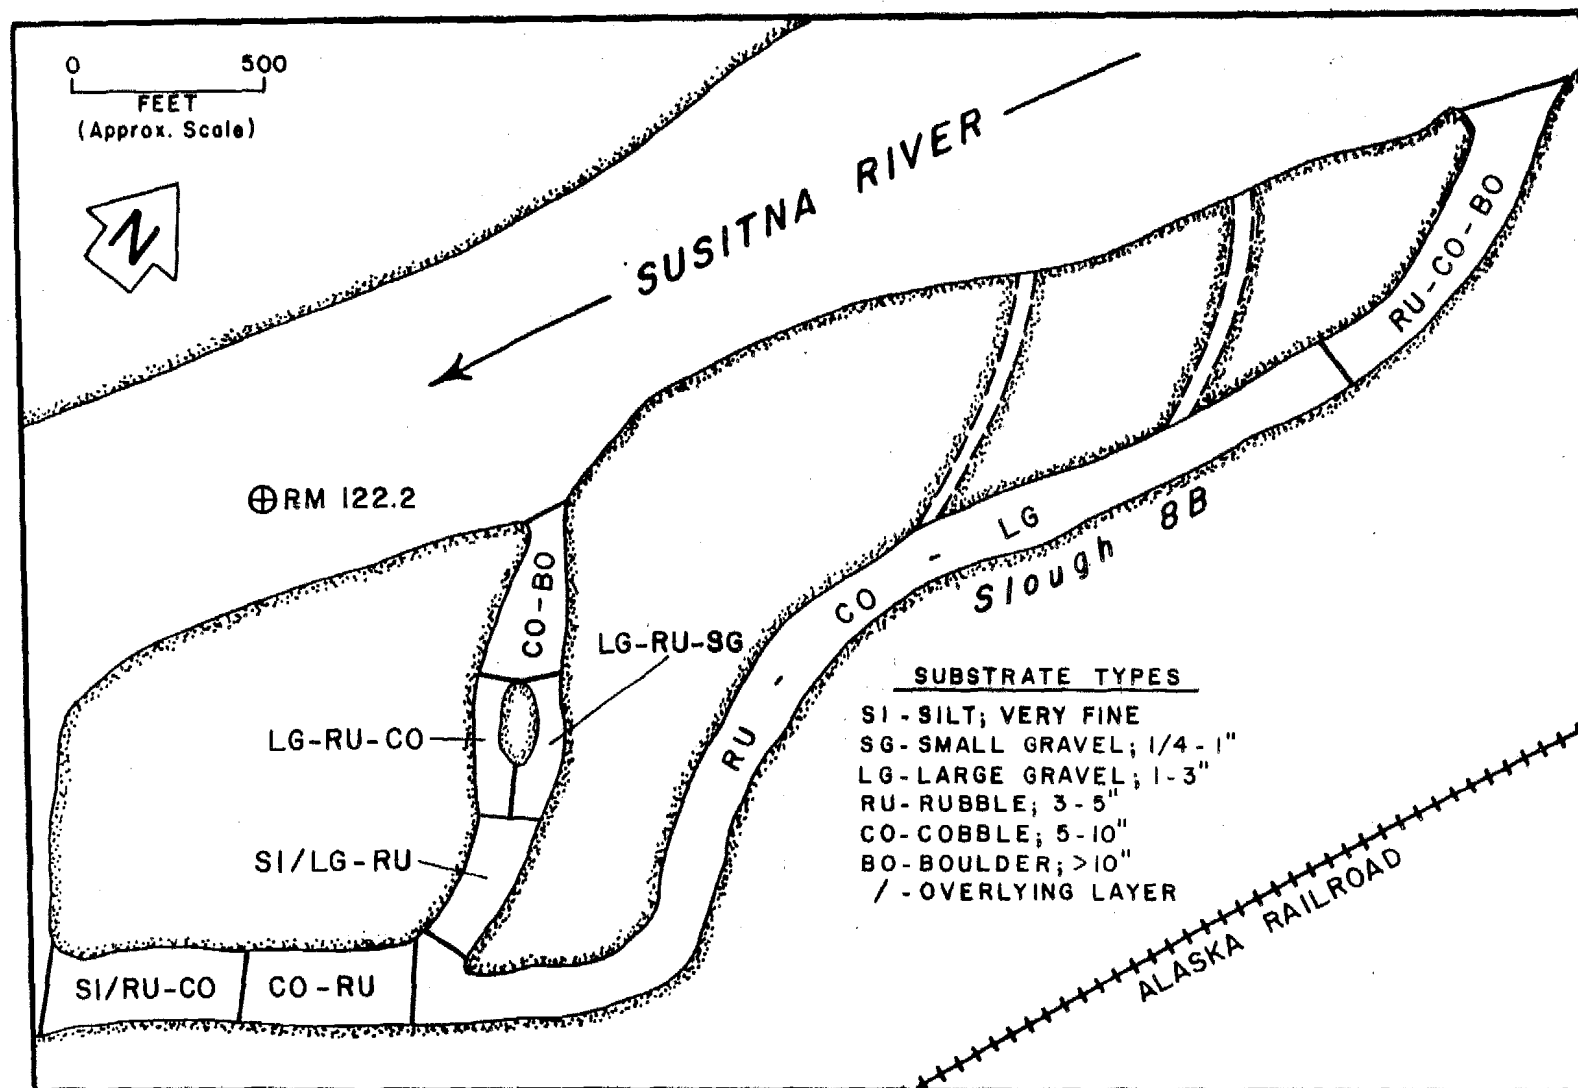 0 500
FEET
(Approx. Scale)
N
SUSITNA RIVER
RU-CO-BO
RM 122.2
CO-BO
LG-RU-SG
LG-RU-CO
SI/LG-RU
SI/RU-CO
CO-RU
RU - CO - LG
Slough 8B
SUBSTRATE TYPES
SI-SILT; VERY FINE
SG-SMALL GRAVEL; 1/4-1"
LG-LARGE GRAVEL; 1-3"
RU-RUBBLE; 3-5"
CO-COBBLE; 5-10"
BO-BOULDER; >10"
/ -OVERLYING LAYER
ALASKA RAILROAD